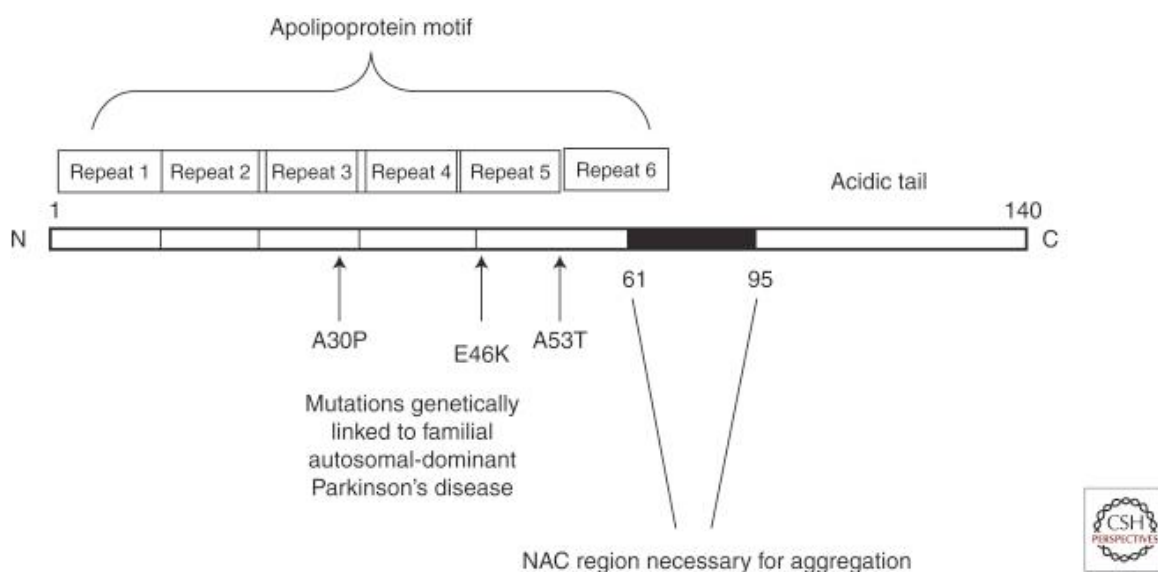 Apolipoprotein motif
Repeat 1 Repeat 2 Repeat 3 Repeat 4 Repeat 5 Repeat 6
Acidic tail
1 140
N C
61 95
A30P E46K A53T
Mutations genetically
linked to familial
autosomal-dominant
Parkinson's disease
NAC region necessary for aggregation
CSH
PERSPECTIVES